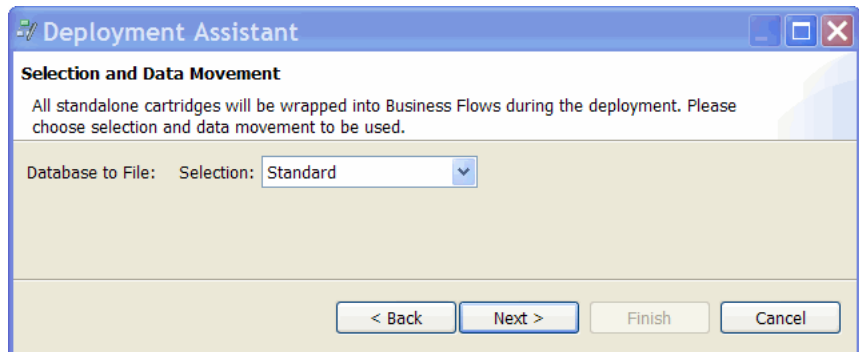 Deployment Assistant
Selection and Data Movement
All standalone cartridges will be wrapped into Business Flows during the deployment. Please
choose selection and data movement to be used.
Database to File: Selection: Standard
< Back Next > Finish Cancel